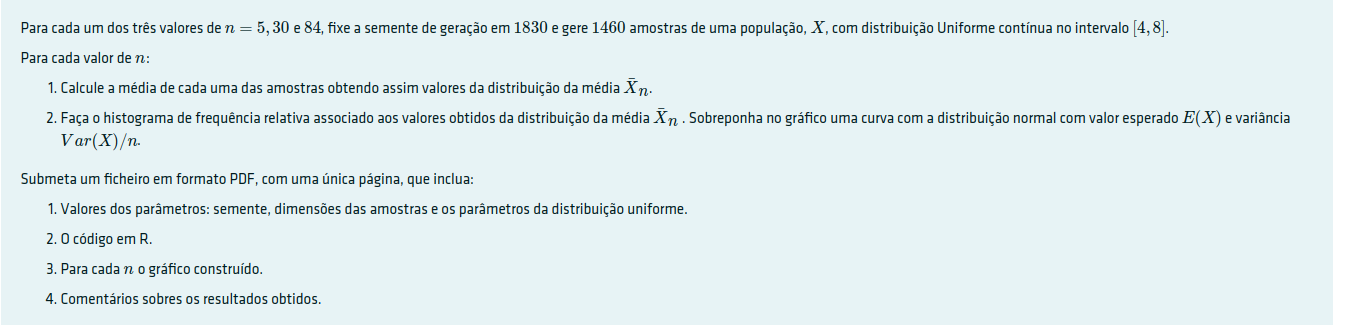 Para cada um dos três valores de n = 5, 30 e 84, fixe a semente de geração em 1830 e gere 1460 amostras de uma população, X, com distribuição Uniforme contínua no intervalo [4, 8].
Para cada valor de n:
1. Calcule a média de cada uma das amostras obtendo assim valores da distribuição da média X̄n.
2. Faça o histograma de frequência relativa associado aos valores obtidos da distribuição da média X̄n . Sobreponha no gráfico uma curva com a distribuição normal com valor esperado E(X) e variância
Var(X)/n.
Submeta um ficheiro em formato PDF, com uma única página, que inclua:
1. Valores dos parâmetros: semente, dimensões das amostras e os parâmetros da distribuição uniforme.
2. O código em R.
3. Para cada n o gráfico construído.
4. Comentários sobre os resultados obtidos.